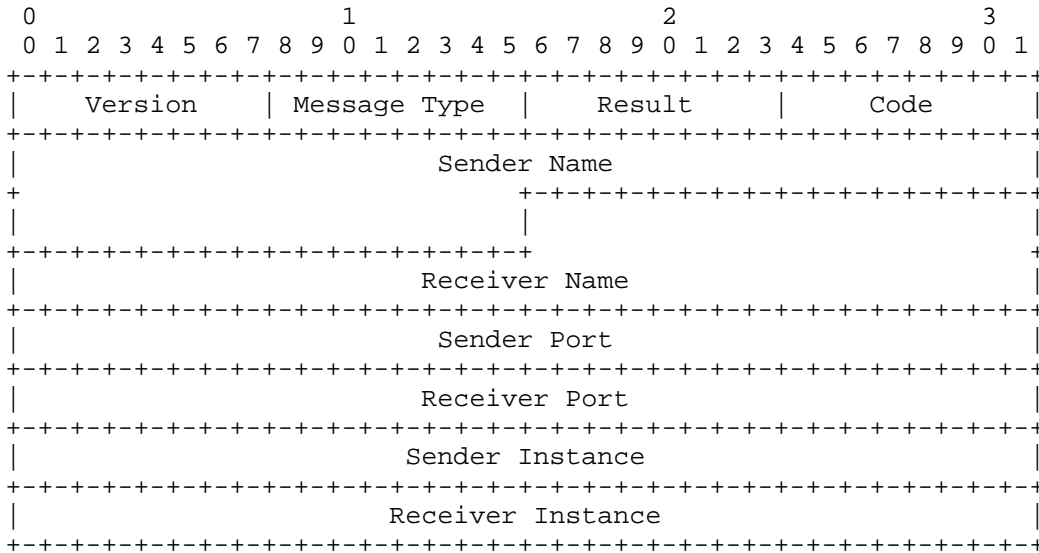 0                   1                   2                   3
 0 1 2 3 4 5 6 7 8 9 0 1 2 3 4 5 6 7 8 9 0 1 2 3 4 5 6 7 8 9 0 1
+-+-+-+-+-+-+-+-+-+-+-+-+-+-+-+-+-+-+-+-+-+-+-+-+-+-+-+-+-+-+-+-+
|    Version    | Message Type  |    Result     |     Code      |
+-+-+-+-+-+-+-+-+-+-+-+-+-+-+-+-+-+-+-+-+-+-+-+-+-+-+-+-+-+-+-+-+
|                          Sender Name                          |
+                               +-+-+-+-+-+-+-+-+-+-+-+-+-+-+-+-+
|                               |                               |
+-+-+-+-+-+-+-+-+-+-+-+-+-+-+-+-+                               +
|                         Receiver Name                         |
+-+-+-+-+-+-+-+-+-+-+-+-+-+-+-+-+-+-+-+-+-+-+-+-+-+-+-+-+-+-+-+-+
|                          Sender Port                          |
+-+-+-+-+-+-+-+-+-+-+-+-+-+-+-+-+-+-+-+-+-+-+-+-+-+-+-+-+-+-+-+-+
|                         Receiver Port                         |
+-+-+-+-+-+-+-+-+-+-+-+-+-+-+-+-+-+-+-+-+-+-+-+-+-+-+-+-+-+-+-+-+
|                        Sender Instance                        |
+-+-+-+-+-+-+-+-+-+-+-+-+-+-+-+-+-+-+-+-+-+-+-+-+-+-+-+-+-+-+-+-+
|                       Receiver Instance                       |
+-+-+-+-+-+-+-+-+-+-+-+-+-+-+-+-+-+-+-+-+-+-+-+-+-+-+-+-+-+-+-+-+